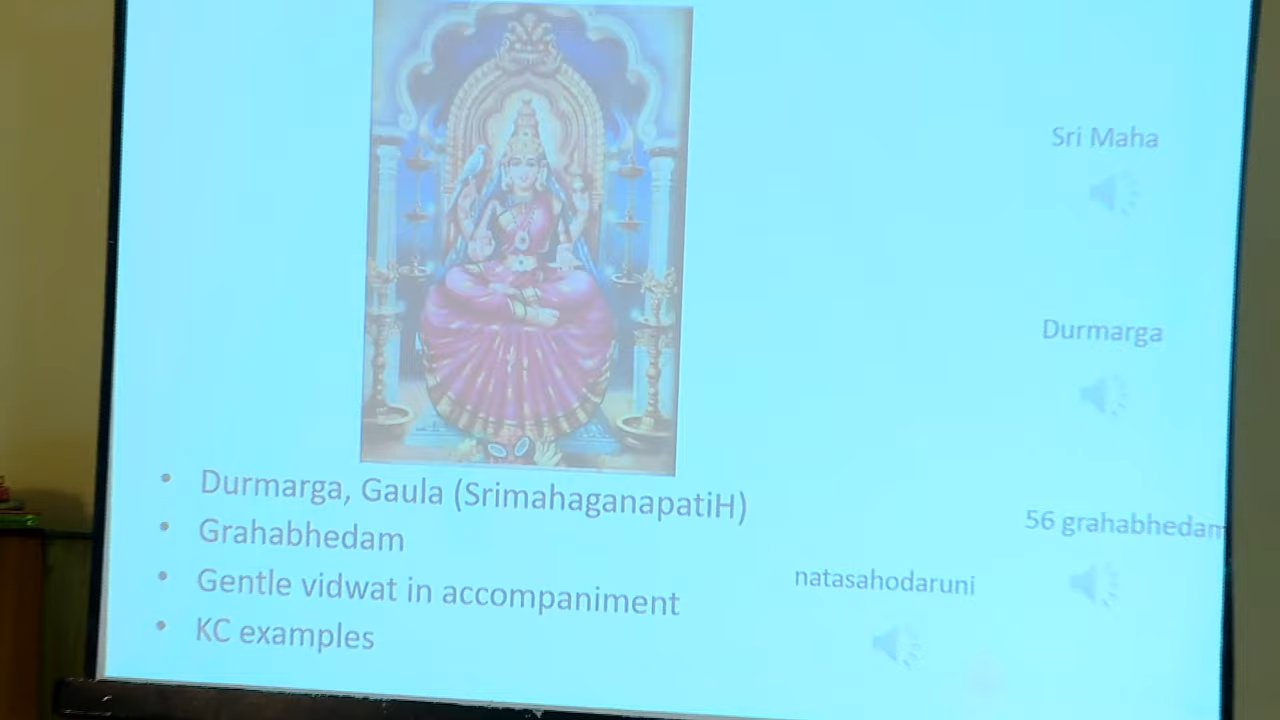 Sri Maha
Durmarga
• Durmarga, Gaula (SrimahaganapatiH)
• Grahabhedam
• Gentle vidwat in accompaniment
• KC examples
56 grahabhedam
natasahodaruni